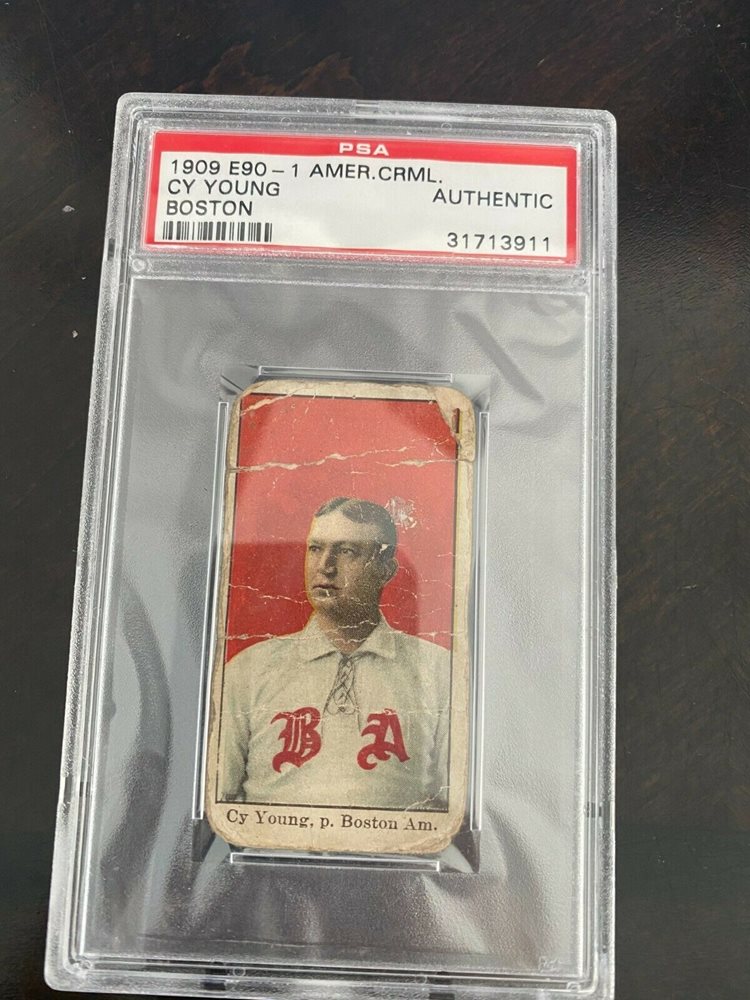 PSA
1909 E90-1 AMER.CRML.
CY YOUNG
AUTHENTIC
BOSTON
31713911
B A
Cy Young, p. Boston Am.